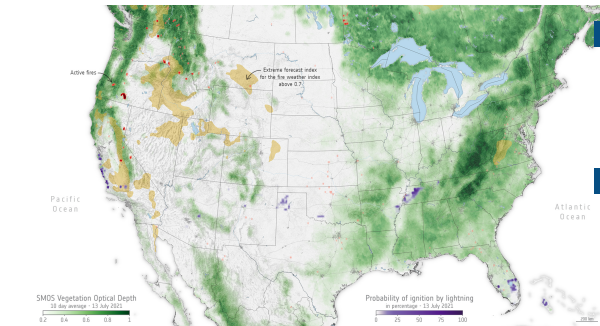 Active fires
Extreme forecast index
for the fire weather index
above 0.7
Pacific
Ocean
Atlantic
Ocean
SMOS Vegetation Optical Depth
10 day average - 13 July 2021
0.2 0.4 0.6 0.8 1
Probability of ignition by lightning
in percentage - 13 July 2021
0 25 50 75 100